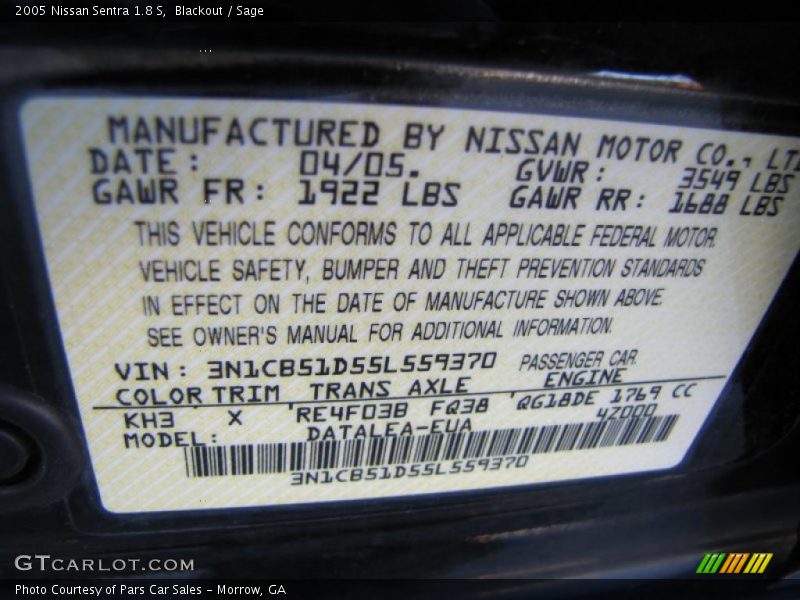 2005 Nissan Sentra 1.8 S, Blackout / Sage
MANUFACTURED BY NISSAN MOTOR CO., LT
DATE: 04/05. GVWR: 3549 LBS
GAWR FR: 1922 LBS GAWR RR: 1688 LBS
THIS VEHICLE CONFORMS TO ALL APPLICABLE FEDERAL MOTOR.
VEHICLE SAFETY, BUMPER AND THEFT PREVENTION STANDARDS
IN EFFECT ON THE DATE OF MANUFACTURE SHOWN ABOVE.
SEE OWNER'S MANUAL FOR ADDITIONAL INFORMATION.
VIN: 3N1CB51D55L559370 PASSENGER CAR.
COLOR TRIM TRANS AXLE ENGINE
KH3 X 'RE4F03B FQ38 'QG18DE 1769 CC
MODEL: DATALEA-EUA 4Z000
3N1CB51D55L559370
GTCARLOT.COM
Photo Courtesy of Pars Car Sales - Morrow, GA